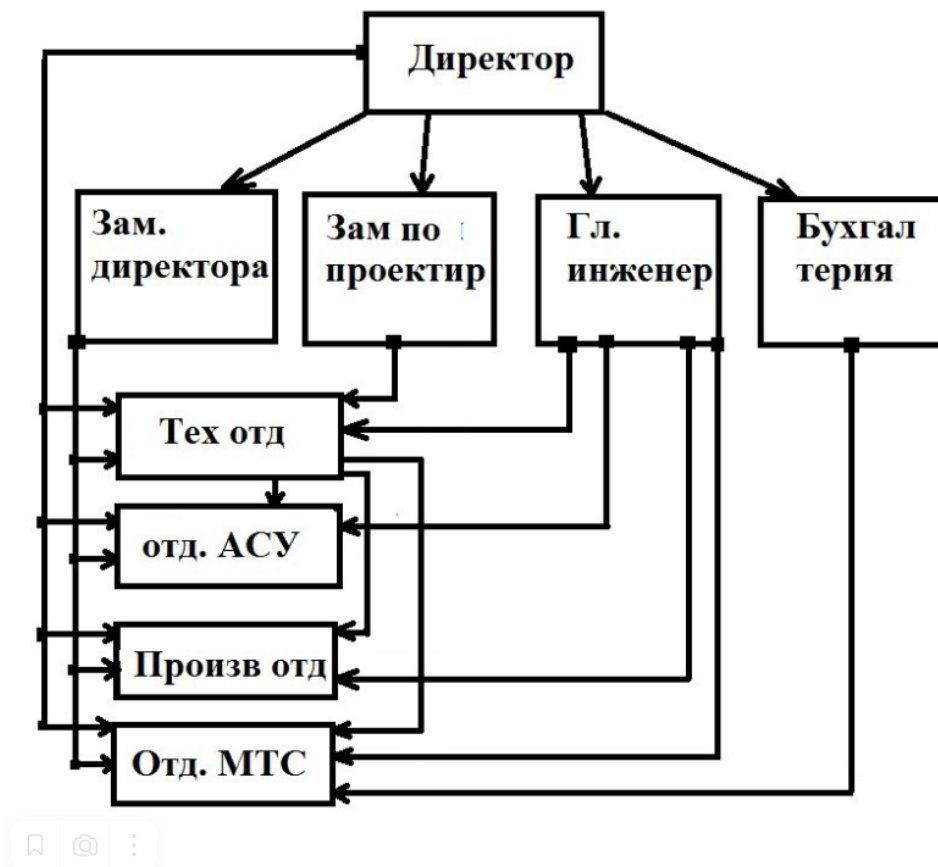 Директор
Зам.
директора
Зам по
проектир
Гл.
инженер
Бухгал
терия
Тех отд
отд. АСУ
Произв отд
Отд. МТС